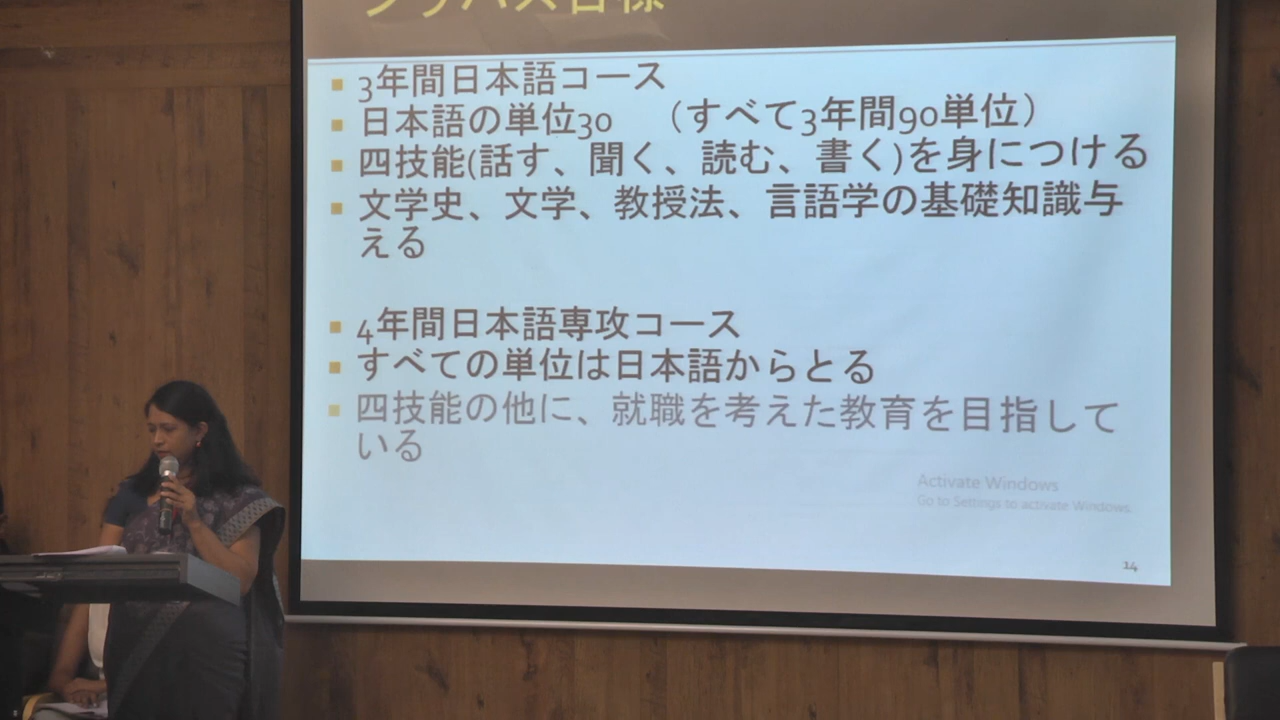 シラバス目標
3年間日本語コース
日本語の単位30 （すべて3年間90単位）
四技能(話す、聞く、読む、書く)を身につける
文学史、文学、教授法、言語学の基礎知識与
える
4年間日本語専攻コース
すべての単位は日本語からとる
四技能の他に、就職を考えた教育を目指して
いる
Activate Windows
Go to Settings to activate Windows.
14